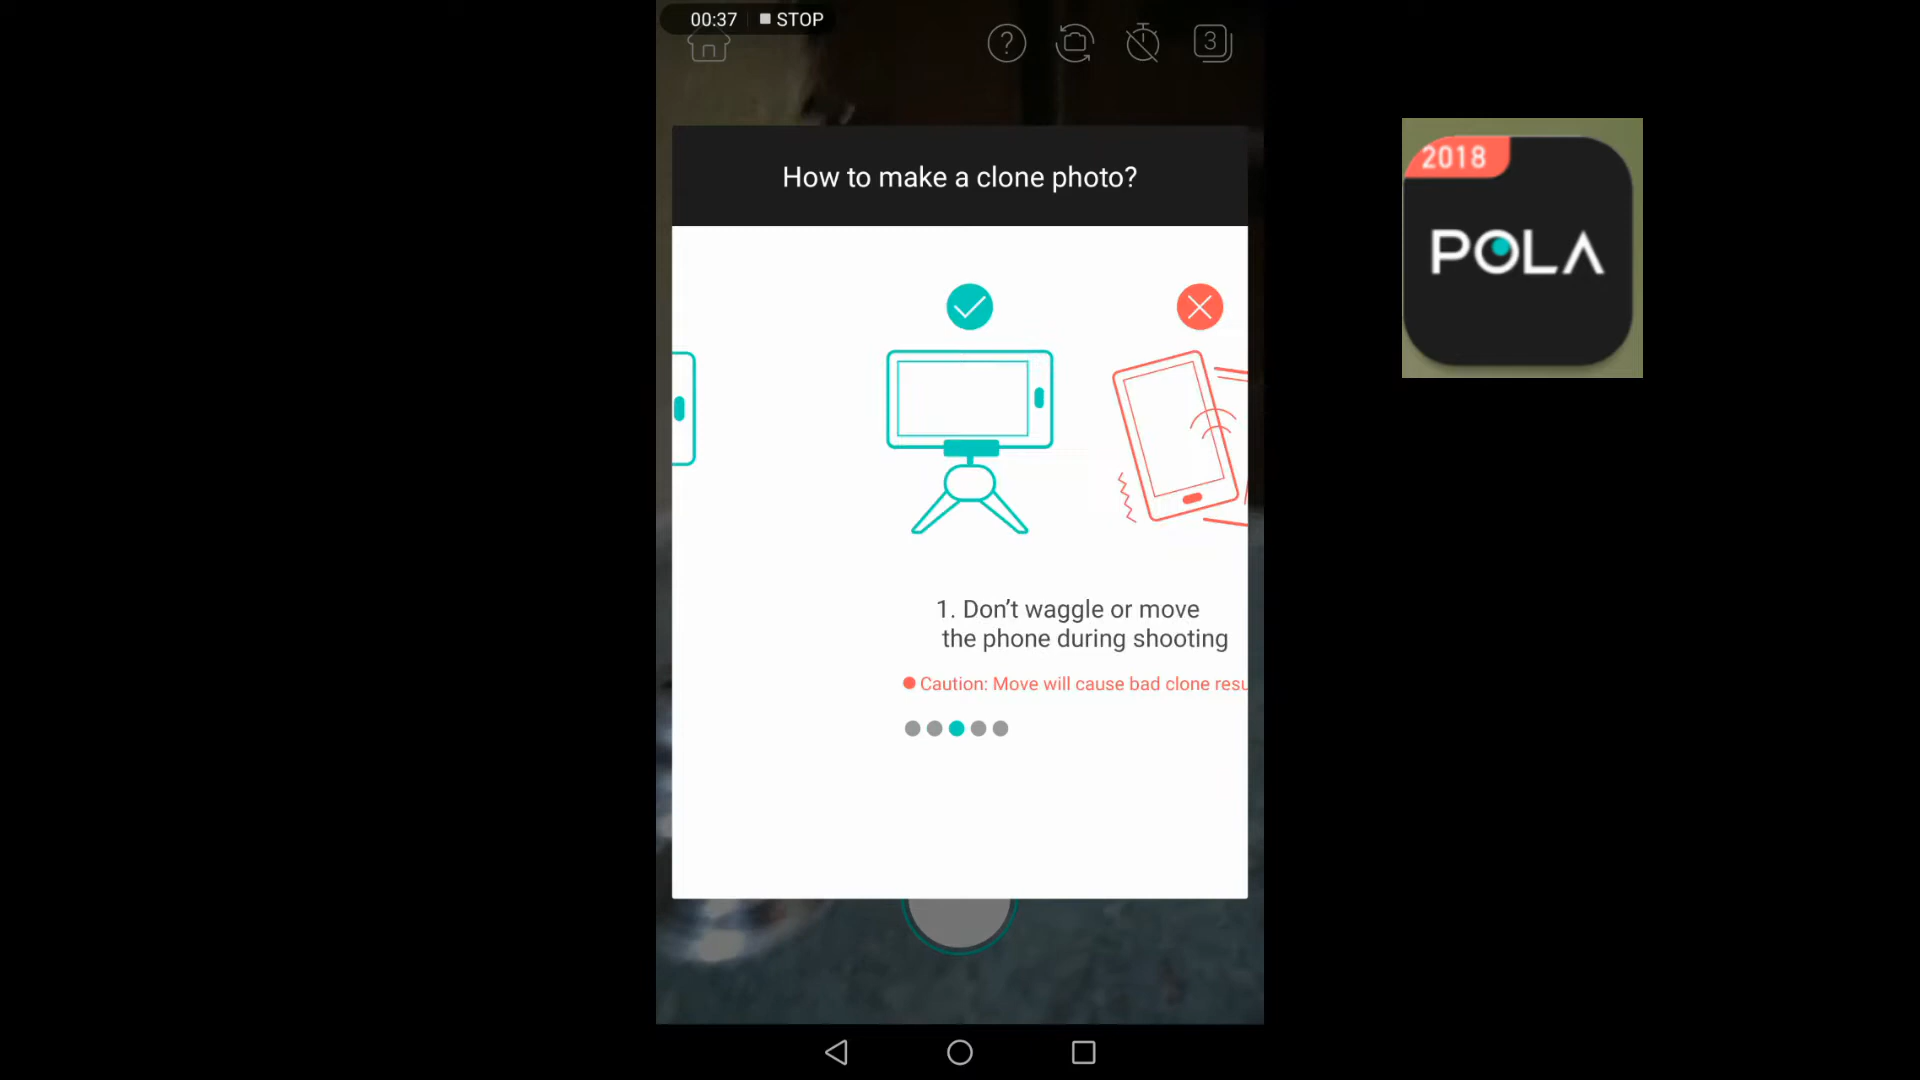 00:37 STOP
3
How to make a clone photo?
2018
POLA
1. Don’t waggle or move
the phone during shooting
Caution: Move will cause bad clone resu